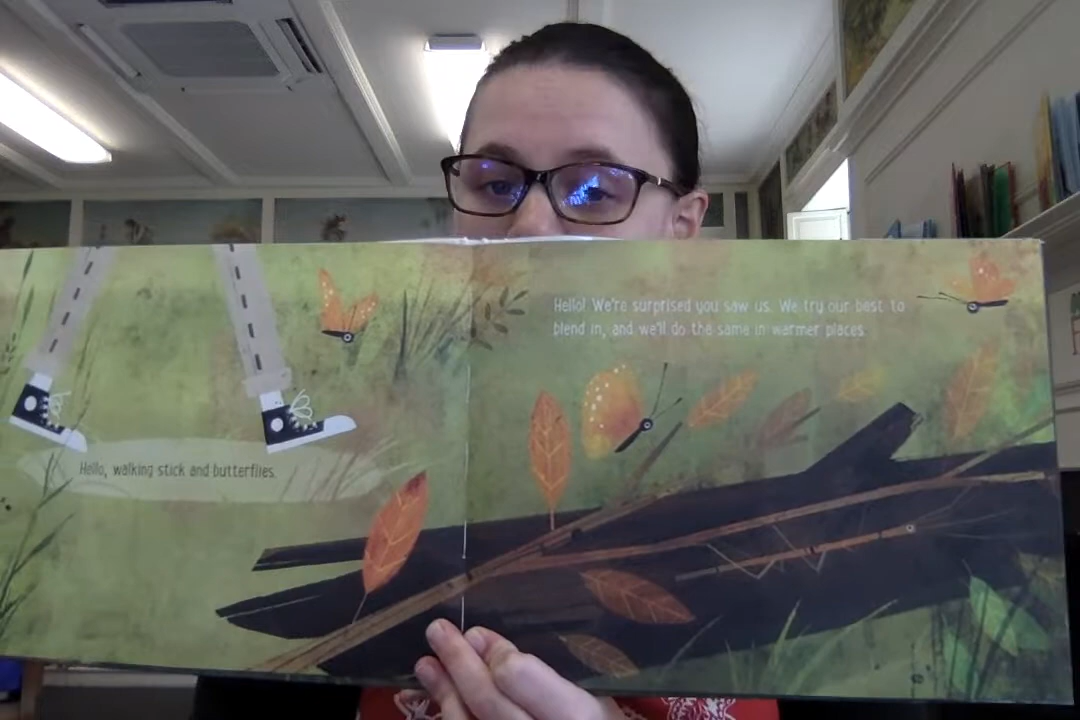 Hello, walking stick and butterflies.
Hello! We're surprised you saw us. We try our best to
blend in, and we'll do the same in warmer places.